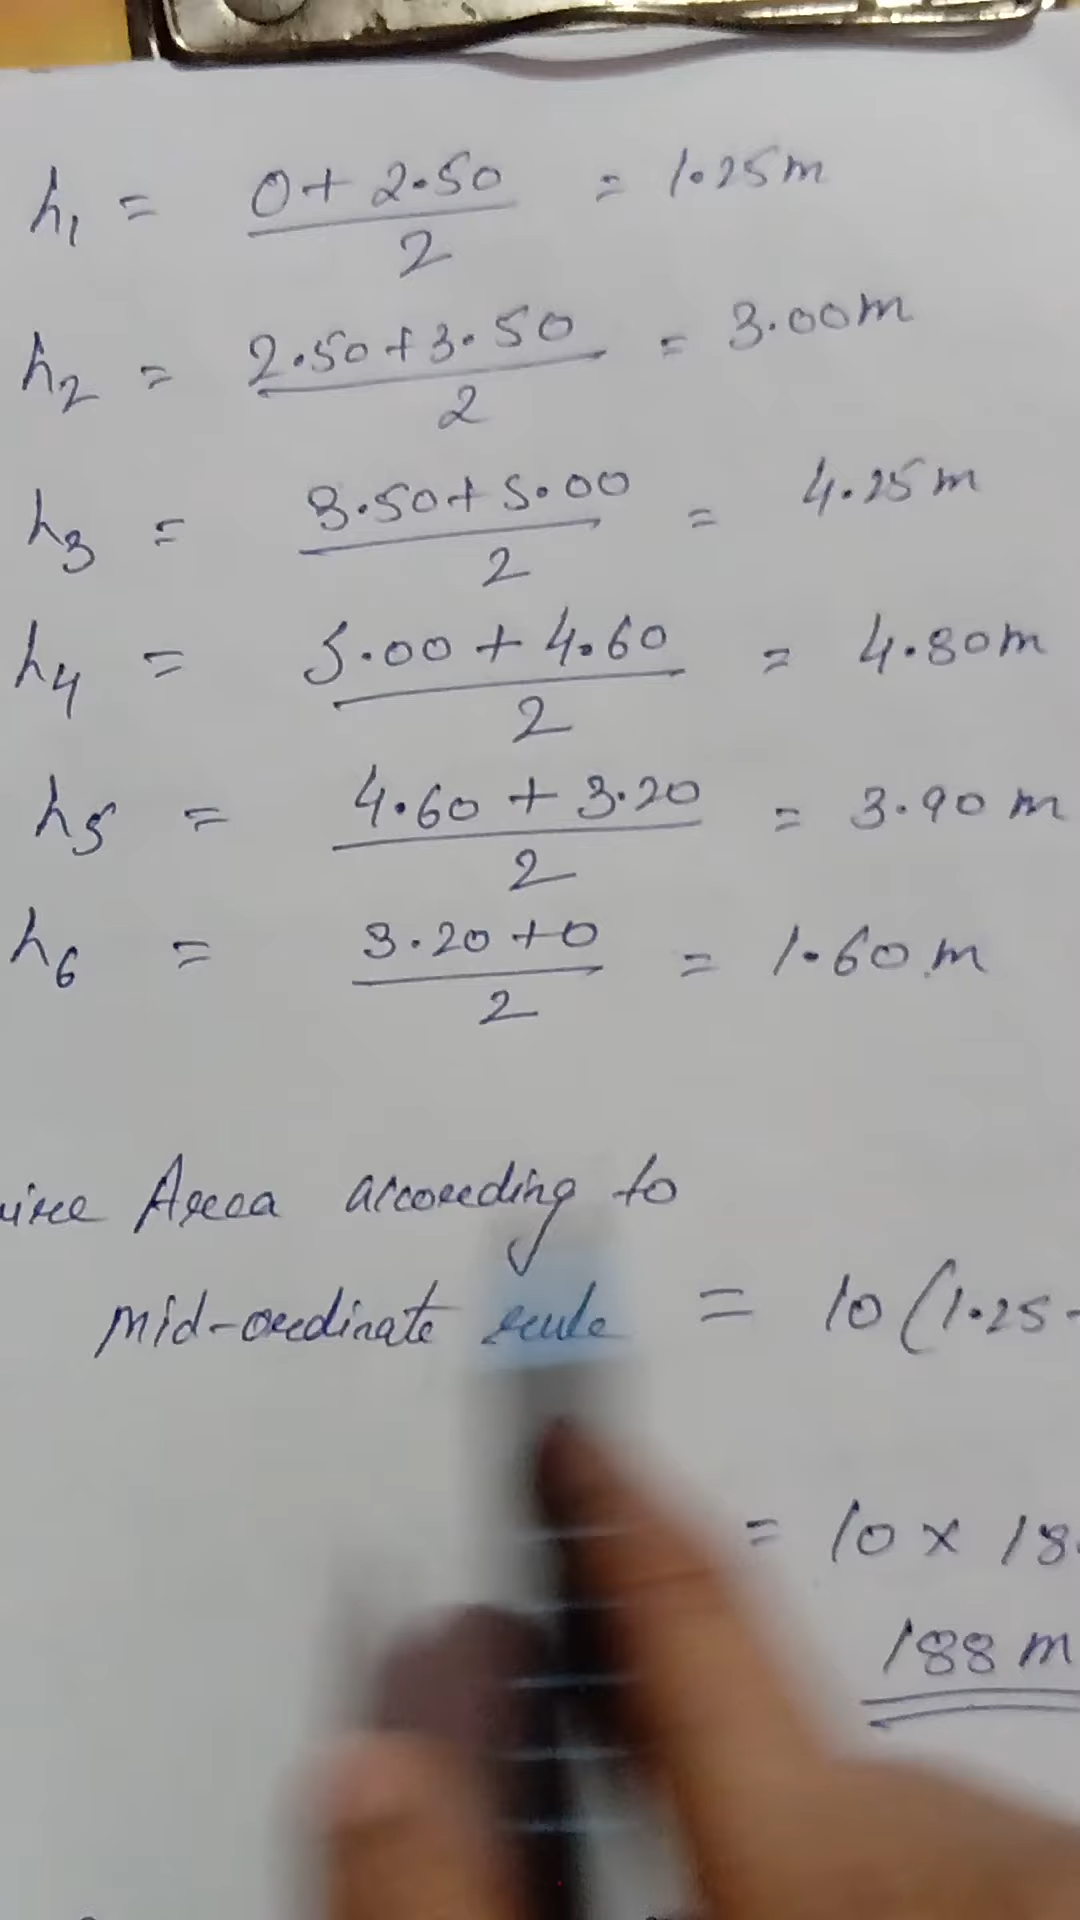 h₁ = (0 + 2.50)/2 = 1.25m
h₂ = (2.50 + 3.50)/2 = 3.00m
h₃ = (3.50 + 5.00)/2 = 4.25m
h₄ = (5.00 + 4.60)/2 = 4.80m
h₅ = (4.60 + 3.20)/2 = 3.90 m
h₆ = (3.20 + 0)/2 = 1.60 m
Area according to
mid-ordinate rule = 10 (1.25
= 10 × 18.
188 m